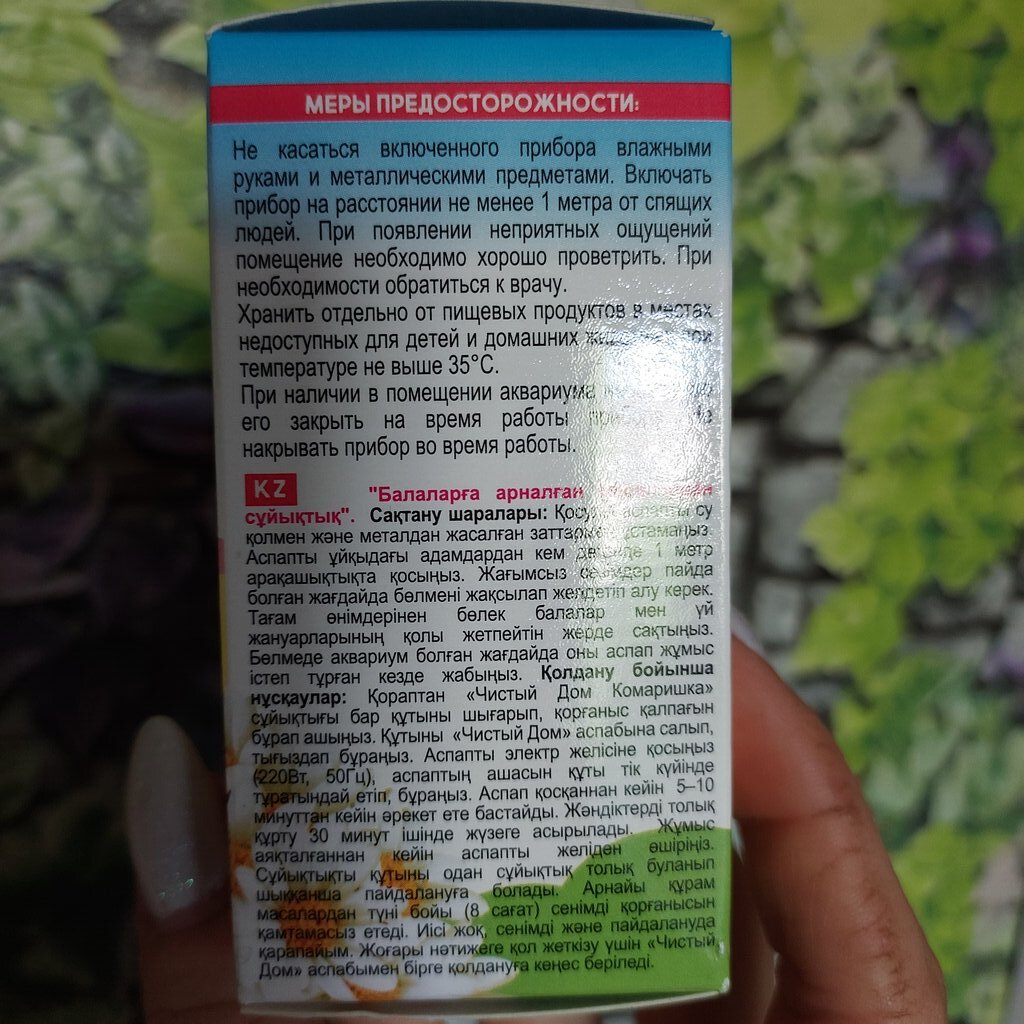 МЕРЫ ПРЕДОСТОРОЖНОСТИ:
Не касаться включенного прибора влажными
руками и металлическими предметами. Включать
прибор на расстоянии не менее 1 метра от спящих
людей. При появлении неприятных ощущений
помещение необходимо хорошо проветрить. При
необходимости обратиться к врачу.
Хранить отдельно от пищевых продуктов в местах
недоступных для детей и домашних при
температуре не выше 35°С.
При наличии в помещении аквариума
его закрыть на время работы не
накрывать прибор во время работы.
KZ "Балаларға арналған
сұйықтық". Сақтану шаралары: су
қолмен және металдан жасалған ұстамаңыз.
Аспапты ұйқыдағы адамдардан кем дегенде 1 метр
арақашықтықта қосыңыз. Жағымсыз сезімдер пайда
болған жағдайда бөлмені жақсылап желдетіп алу керек.
Тағам өнімдерінен бөлек балалар мен үй
жануарларының қолы жетпейтін жерде сақтыңыз.
Бөлмеде аквариум болған жағдайда оны аспап жұмыс
істеп тұрған кезде жабыңыз. Қолдану бойынша
нұсқаулар: Қораптан «Чистый Дом Комаришка»
сұйықтығы бар құтыны шығарып, қорғаныс қалпағын
бұрап ашыңыз. Құтыны «Чистый Дом» аспабына салып,
тығыздап бұраңыз. Аспапты электр желісіне қосыңыз
(220Вт, 50Гц), аспаптың ашасын құты тік күйінде
тұратындай етіп, бұраңыз. Аспап қосқаннан кейін 5–10
минуттан кейін әрекет ете бастайды. Жәндіктерді толық
құрту 30 минут ішінде жүзеге асырылады. Жұмыс
аяқталғаннан кейін аспапты желіден өшіріңіз.
Сұйықтықты құтыны одан сұйықтық толық буланып
шыққанша пайдалануға болады. Арнайы құрам
масалардан түні бойы (8 сағат) сенімді қорғанысын
қамтамасыз етеді. Иісі жоқ, сенімді және пайдалануда
қарапайым. Жоғары нәтижеге қол жеткізу үшін «Чистый
Дом» аспабымен бірге қолдануға кеңес беріледі.